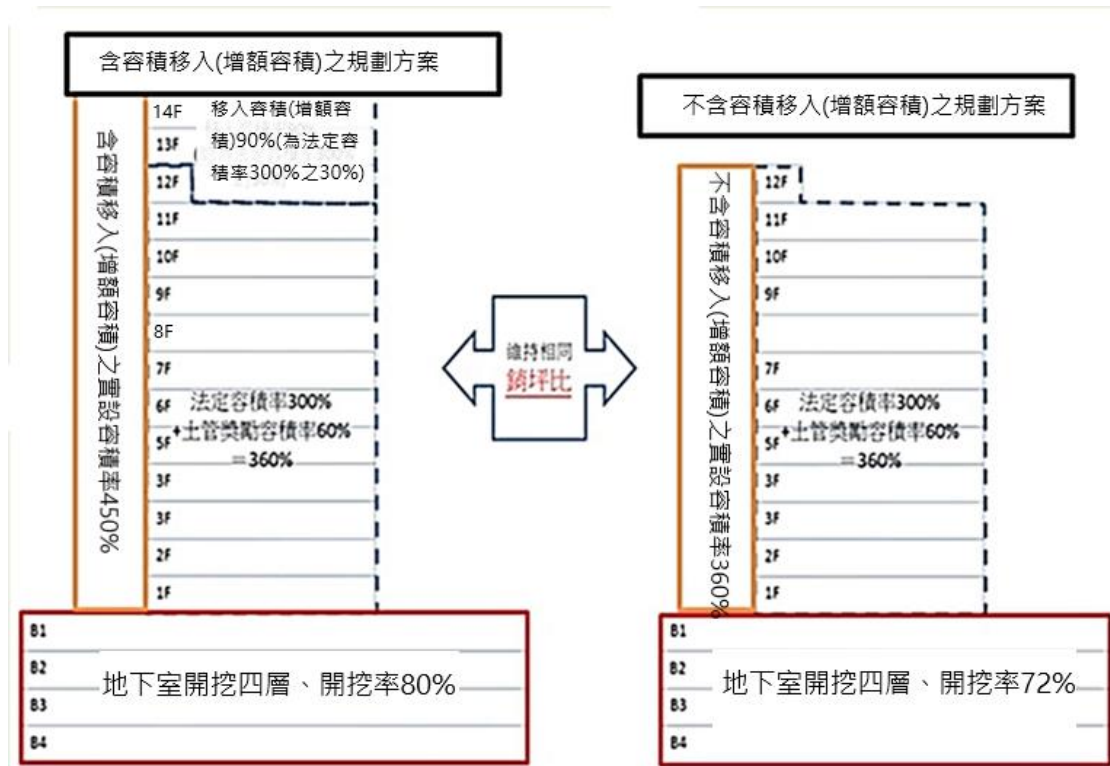 含容積移入(增額容積)之規劃方案
14F
13F
12F
11F
10F
9F
8F
7F
6F
5F
3F
3F
2F
1F
移入容積(增額容
積)90%(為法定容
積率300%之30%)
含容積移入(增額容積)之實設容積率450%
法定容積率300%
+土管獎勵容積率60%
=360%
B1
B2
B3
B4
地下室開挖四層、開挖率80%
維持相同
銷坪比
不含容積移入(增額容積)之規劃方案
12F
11F
10F
9F
7F
6F
5F
3F
3F
2F
1F
不含容積移入(增額容積)之實設容積率360%
法定容積率300%
+土管獎勵容積率60%
=360%
B1
B2
B3
B4
地下室開挖四層、開挖率72%